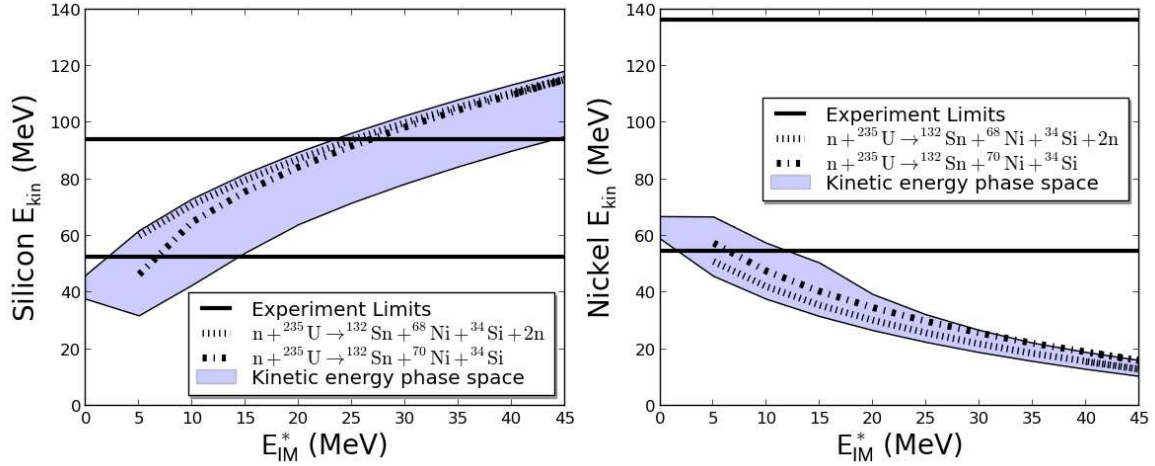 140
120
100
80
60
40
20
0
Silicon E_kin (MeV)
Experiment Limits
n+²³⁵U→¹³²Sn+⁶⁸Ni+³⁴Si+2n
n+²³⁵U→¹³²Sn+⁷⁰Ni+³⁴Si
Kinetic energy phase space
0 5 10 15 20 25 30 35 40 45
E*_IM (MeV)
140
120
100
80
60
40
20
0
Nickel E_kin (MeV)
Experiment Limits
n+²³⁵U→¹³²Sn+⁶⁸Ni+³⁴Si+2n
n+²³⁵U→¹³²Sn+⁷⁰Ni+³⁴Si
Kinetic energy phase space
0 5 10 15 20 25 30 35 40 45
E*_IM (MeV)